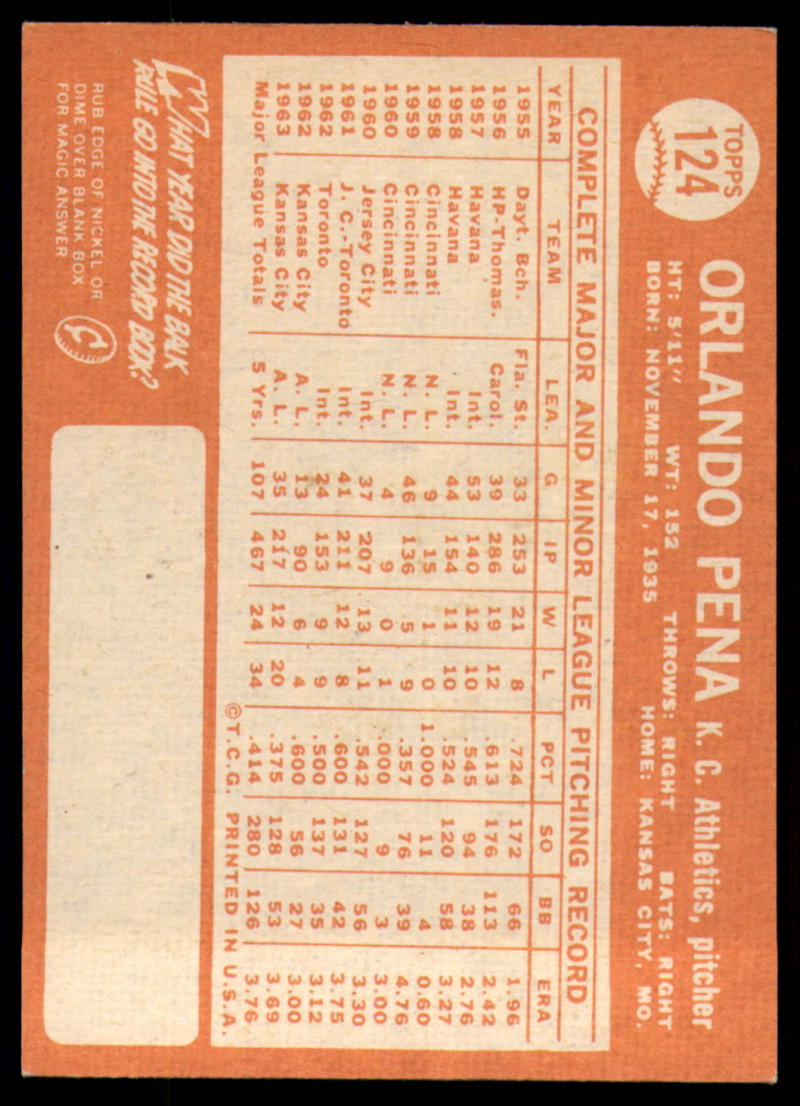 TOPPS
124
ORLANDO PENA K. C. Athletics, pitcher
HT: 5'11" WT: 152 THROWS: RIGHT BATS: RIGHT
BORN: NOVEMBER 17, 1935 HOME: KANSAS CITY, MO.
COMPLETE MAJOR AND MINOR LEAGUE PITCHING RECORD
YEAR TEAM LEA. G IP W L PCT SO BB ERA
1955 Dayt. Bch. Fla. St. 33 253 21 8 .724 172 66 1.96
1956 HP-Thomas. Carol. 39 286 19 12 .613 176 113 2.42
1957 Havana Int. 53 140 12 10 .545 94 38 2.76
1958 Havana Int. 44 154 11 10 .524 120 58 3.27
1958 Cincinnati N. L. 9 15 1 0 1.000 11 4 0.60
1959 Cincinnati N. L. 46 136 5 9 .357 76 39 4.76
1960 Cincinnati N. L. 4 9 0 1 .000 9 3 3.00
1960 Jersey City Int. 37 207 13 11 .542 127 56 3.30
1961 J. C.-Toronto Int. 41 211 12 8 .600 131 42 3.75
1962 Toronto Int. 24 153 9 9 .500 137 35 3.12
1962 Kansas City A. L. 13 90 6 4 .600 56 27 3.00
1963 Kansas City A. L. 35 217 12 20 .375 128 53 3.69
Major League Totals 5 Yrs. 107 467 24 34 .414 280 126 3.76
©T.C.G. PRINTED IN U.S.A.
WHAT YEAR DID THE BALK
RULE GO INTO THE RECORD BOOK?
RUB EDGE OF NICKEL OR
DIME OVER BLANK BOX
FOR MAGIC ANSWER